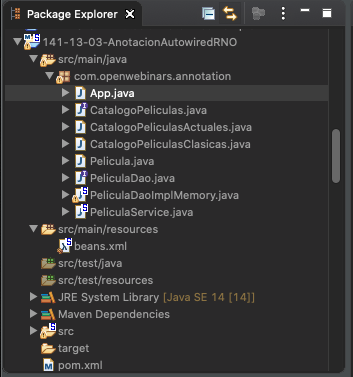 Package Explorer
141-13-03-AnotacionAutowiredRNO
src/main/java
com.openwebinars.annotation
App.java
CatalogoPeliculas.java
CatalogoPeliculasActuales.java
CatalogoPeliculasClasicas.java
Pelicula.java
PeliculaDao.java
PeliculaDaoImplMemory.java
PeliculaService.java
src/main/resources
beans.xml
src/test/java
src/test/resources
JRE System Library [Java SE 14 [14]]
Maven Dependencies
src
target
pom.xml